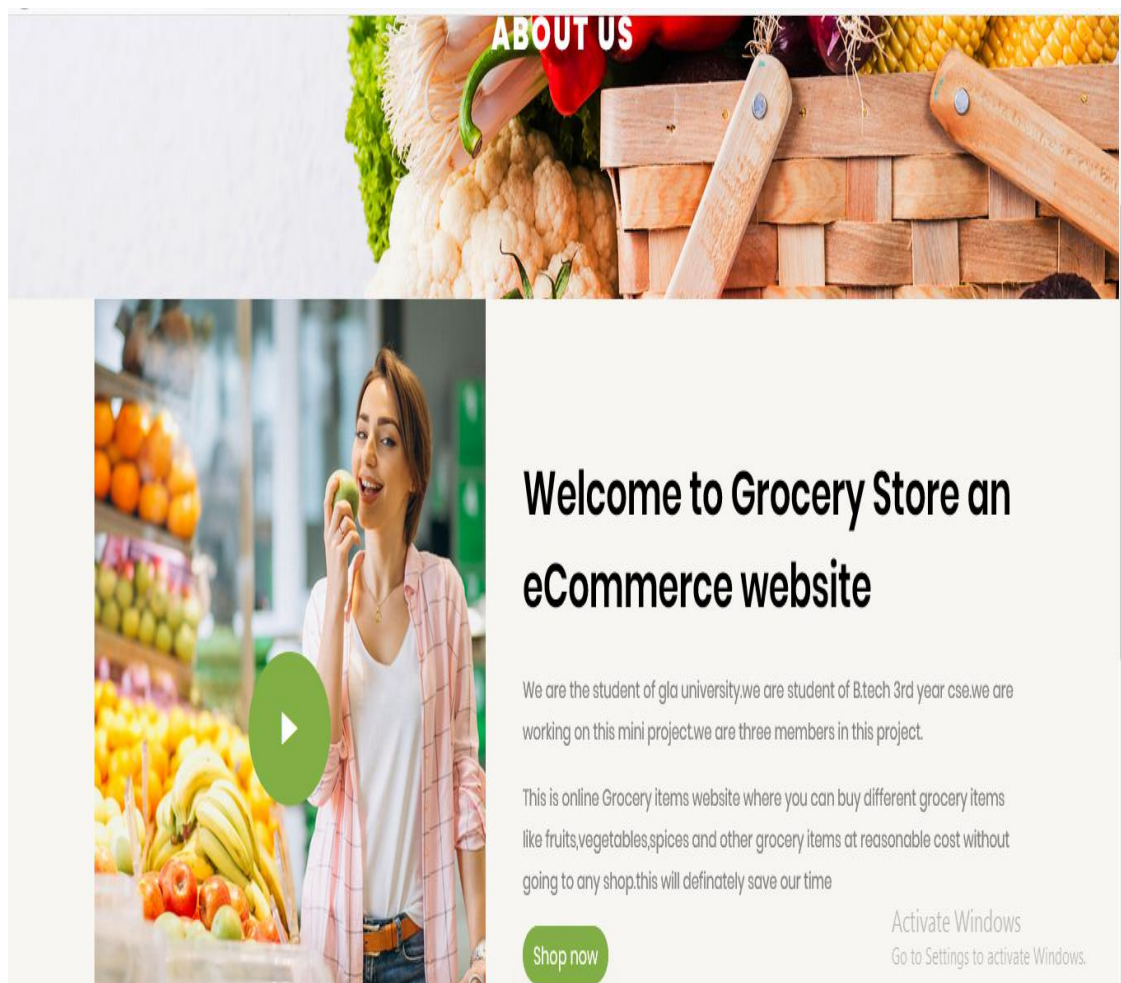 ABOUT US
Welcome to Grocery Store an
eCommerce website
We are the student of gla university.we are student of B.tech 3rd year cse.we are
working on this mini project.we are three members in this project.
This is online Grocery items website where you can buy different grocery items
like fruits,vegetables,spices and other grocery items at reasonable cost without
going to any shop.this will definately save our time
Shop now
Activate Windows
Go to Settings to activate Windows.